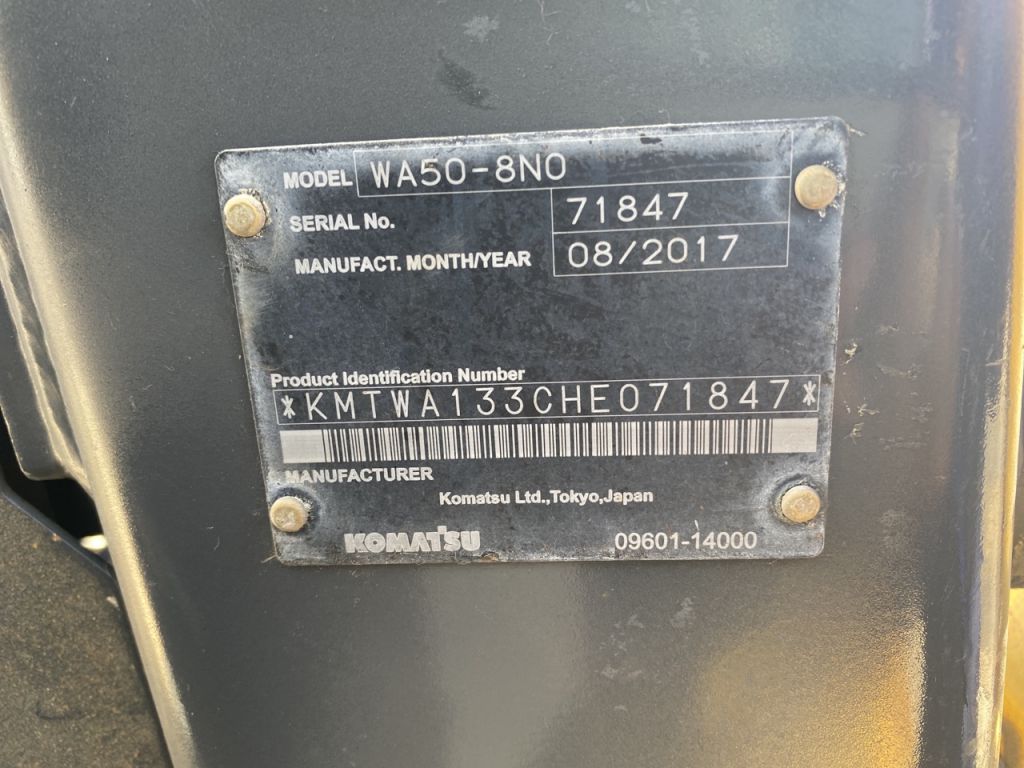 MODEL WA50-8N0
SERIAL No. 71847
MANUFACT. MONTH/YEAR 08/2017
Product Identification Number
*KMTWA133CHE071847*
MANUFACTURER
Komatsu Ltd.,Tokyo,Japan
KOMATSU 09601-14000